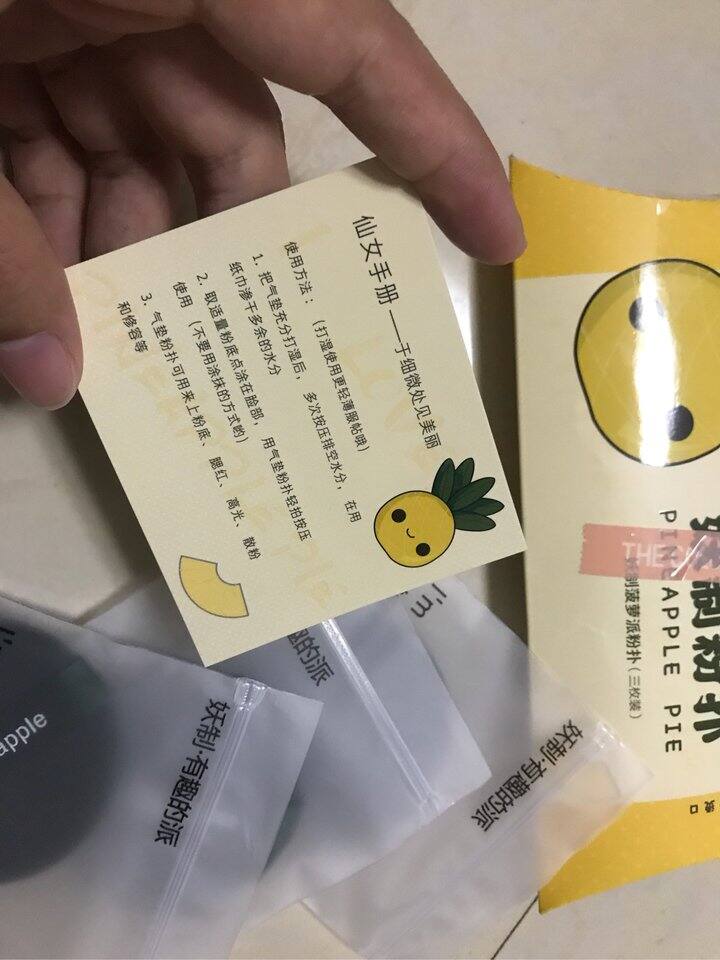 仙女手册——于细微处见美丽
使用方法：（打湿使用更轻薄服帖哦）
1. 把气垫充分打湿后， 多次按压排空水分， 在用
纸巾渗干多余的水分
2. 取适量粉底点涂在脸部， 用气垫粉扑轻拍按压
使用 （不要用涂抹的方式哟）
3. 气垫粉扑可用来上粉底、 腮红、 高光、 散粉
和修容等
制粉扑
PINEAPPLE PIE
妖制菠萝派粉扑（三枚装）
妖制·有趣的派
妖制·有趣的派
有趣的派
apple